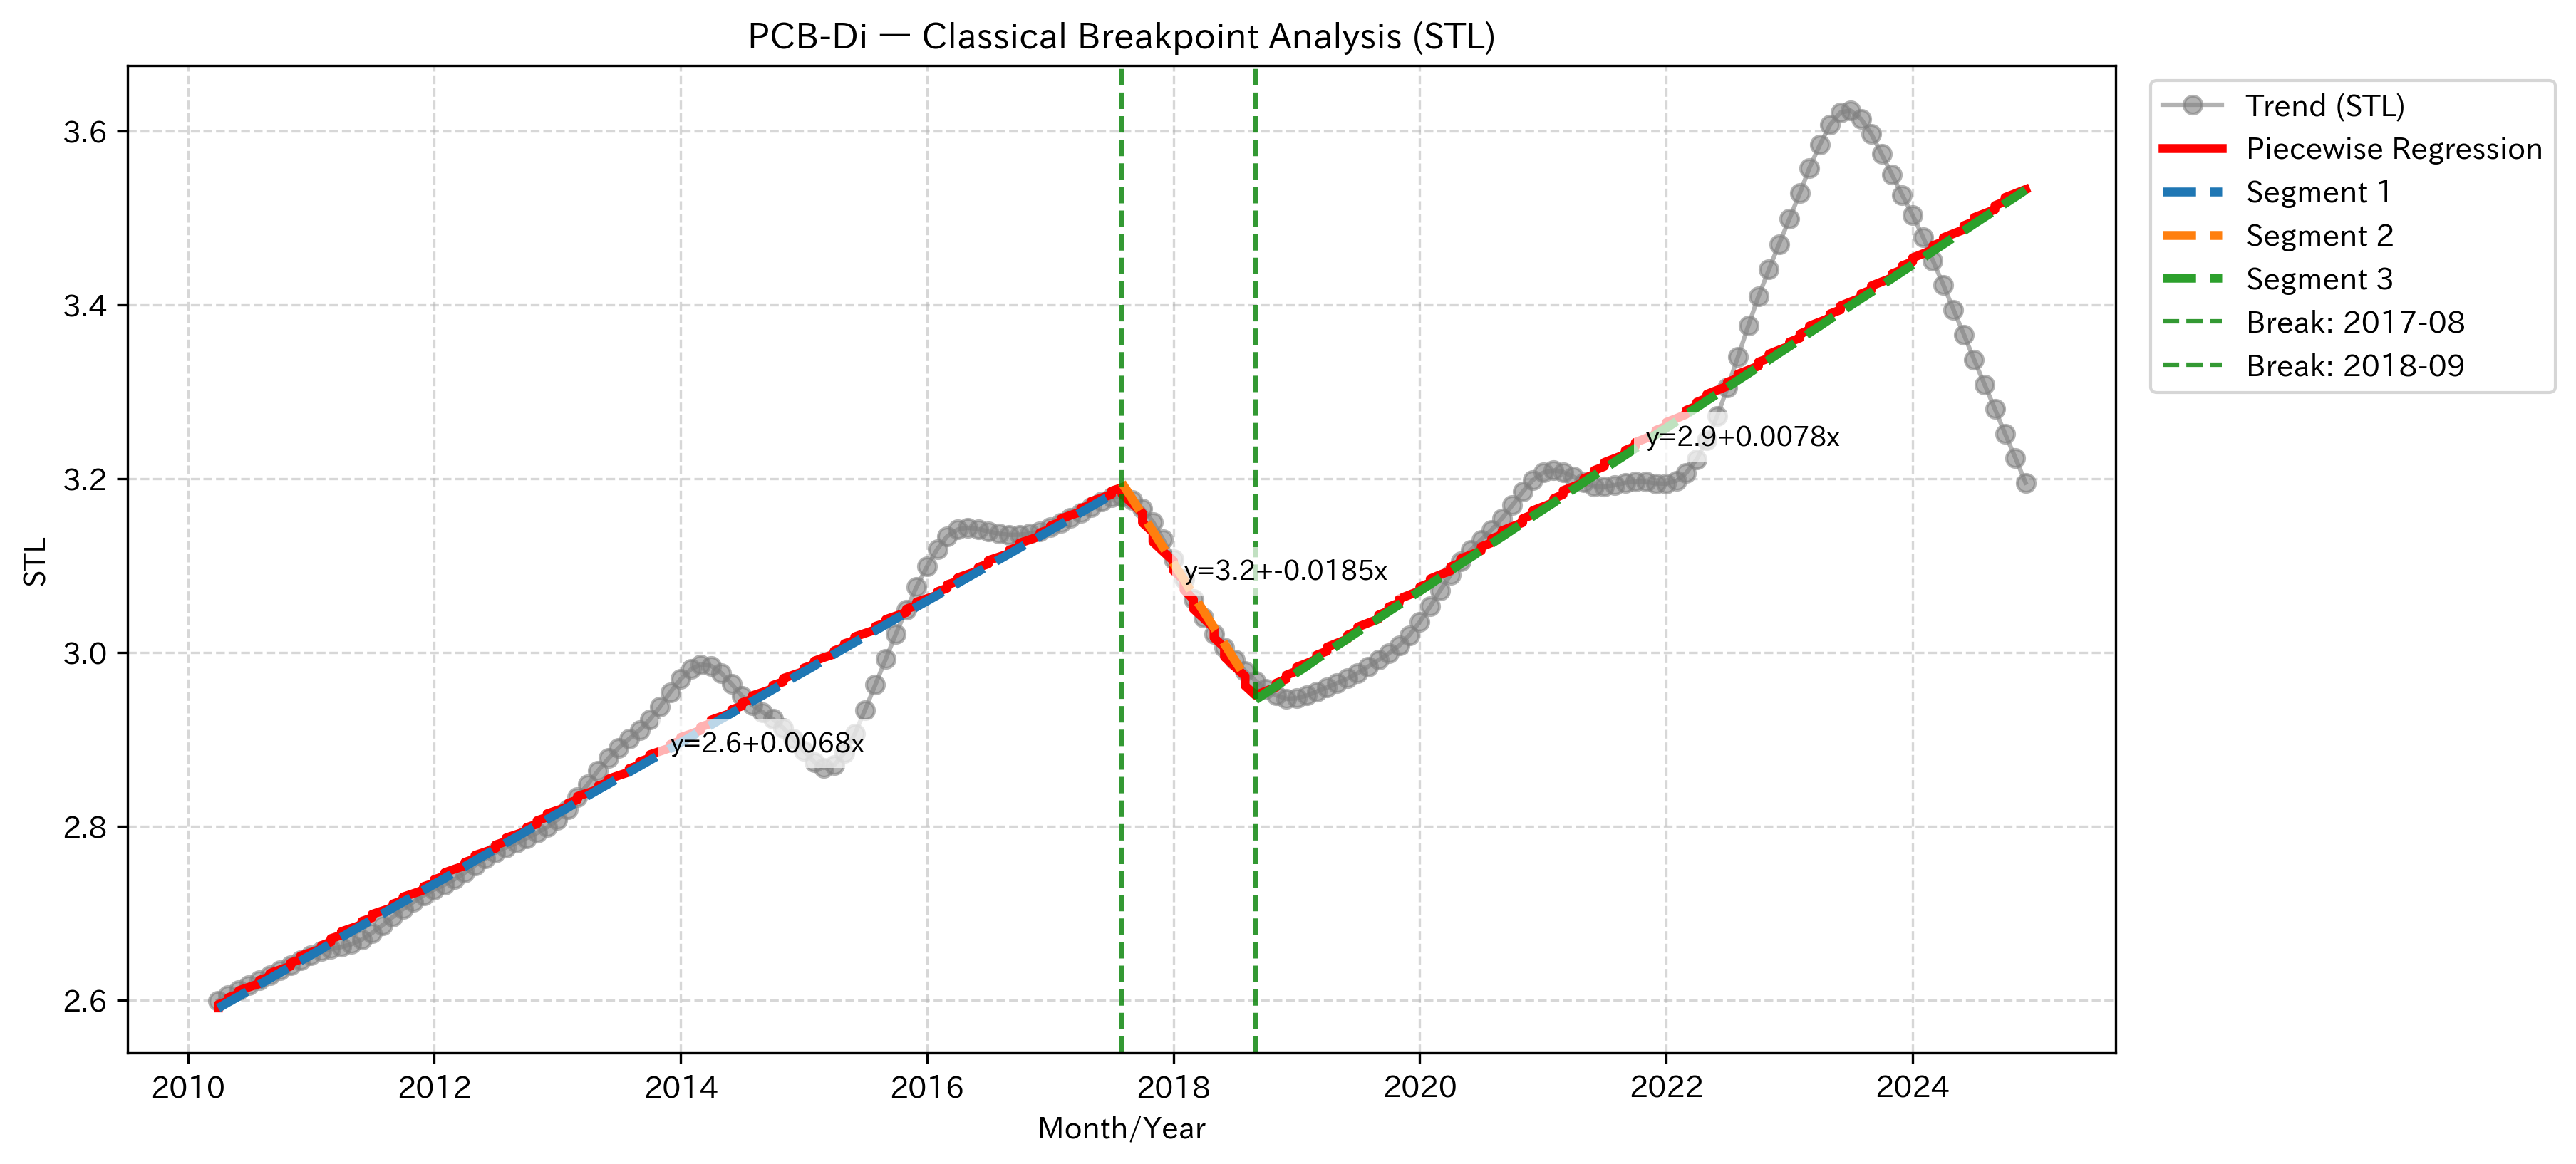 PCB-Di — Classical Breakpoint Analysis (STL)
STL
3.6
3.4
3.2
3.0
2.8
2.6
y=2.9+0.0078x
y=3.2+-0.0185x
y=2.6+0.0068x
2010 2012 2014 2016 2018 2020 2022 2024
Month/Year
Trend (STL)
Piecewise Regression
Segment 1
Segment 2
Segment 3
Break: 2017-08
Break: 2018-09